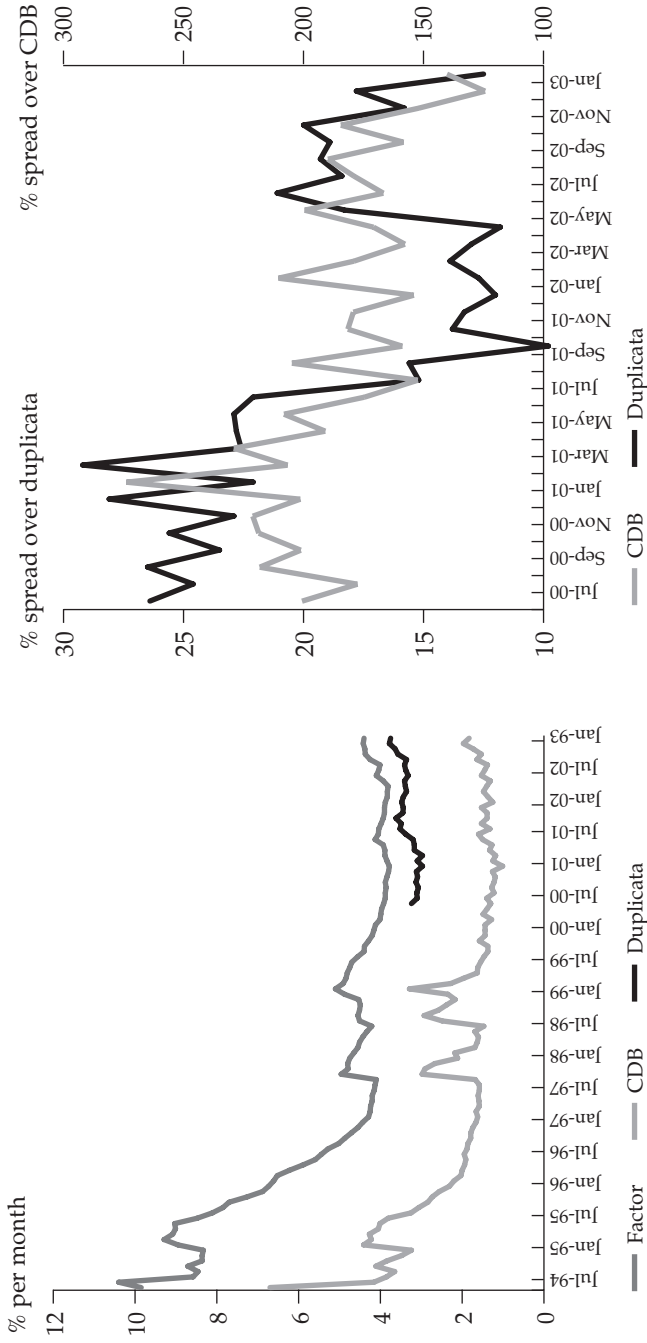 % per month
12
10
8
6
4
2
0
Jul-94
Jan-95
Jul-95
Jan-96
Jul-96
Jan-97
Jul-97
Jan-98
Jul-98
Jan-99
Jul-99
Jan-00
Jul-00
Jan-01
Jul-01
Jan-02
Jul-02
Jan-93
Factor CDB Duplicata
% spread over duplicata % spread over CDB
30
25
20
15
10
300
250
200
150
100
Jul-00
Sep-00
Nov-00
Jan-01
Mar-01
May-01
Jul-01
Sep-01
Nov-01
Jan-02
Mar-02
May-02
Jul-02
Sep-02
Nov-02
Jan-03
CDB Duplicata